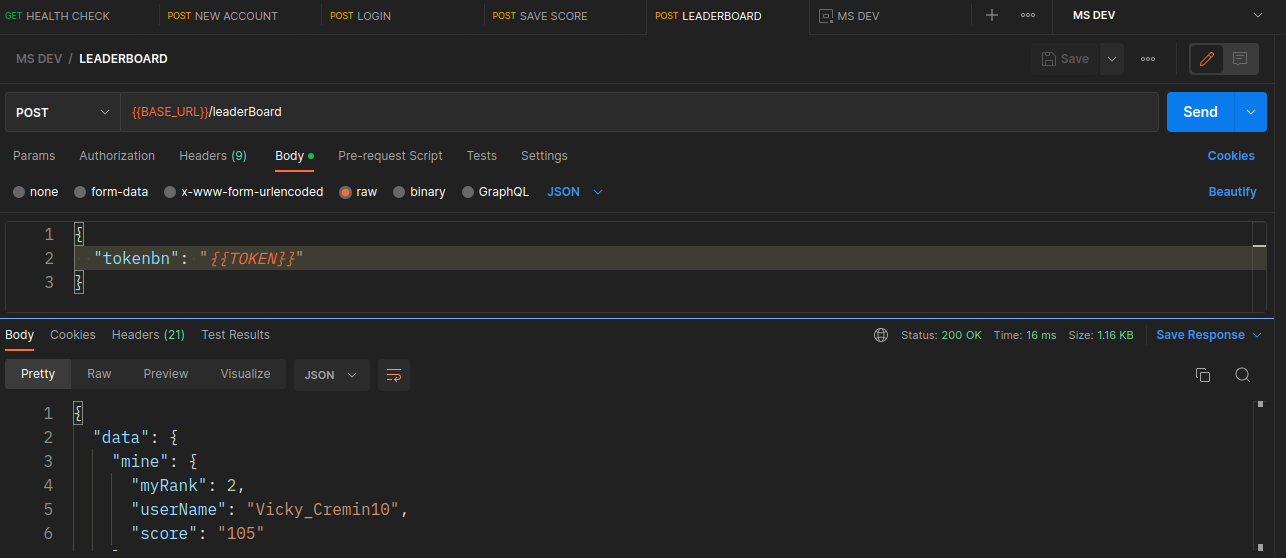 GET HEALTH CHECK POST NEW ACCOUNT POST LOGIN POST SAVE SCORE POST LEADERBOARD MS DEV MS DEV
MS DEV / LEADERBOARD Save
POST {{BASE_URL}}/leaderBoard Send
Params Authorization Headers (9) Body Pre-request Script Tests Settings Cookies
none form-data x-www-form-urlencoded raw binary GraphQL JSON Beautify
1 {
2 "tokenbn": "{{TOKEN}}"
3 }
Body Cookies Headers (21) Test Results Status: 200 OK Time: 16 ms Size: 1.16 KB Save Response
Pretty Raw Preview Visualize JSON
1 {
2 "data": {
3 "mine": {
4 "myRank": 2,
5 "userName": "Vicky_Cremin10",
6 "score": "105"